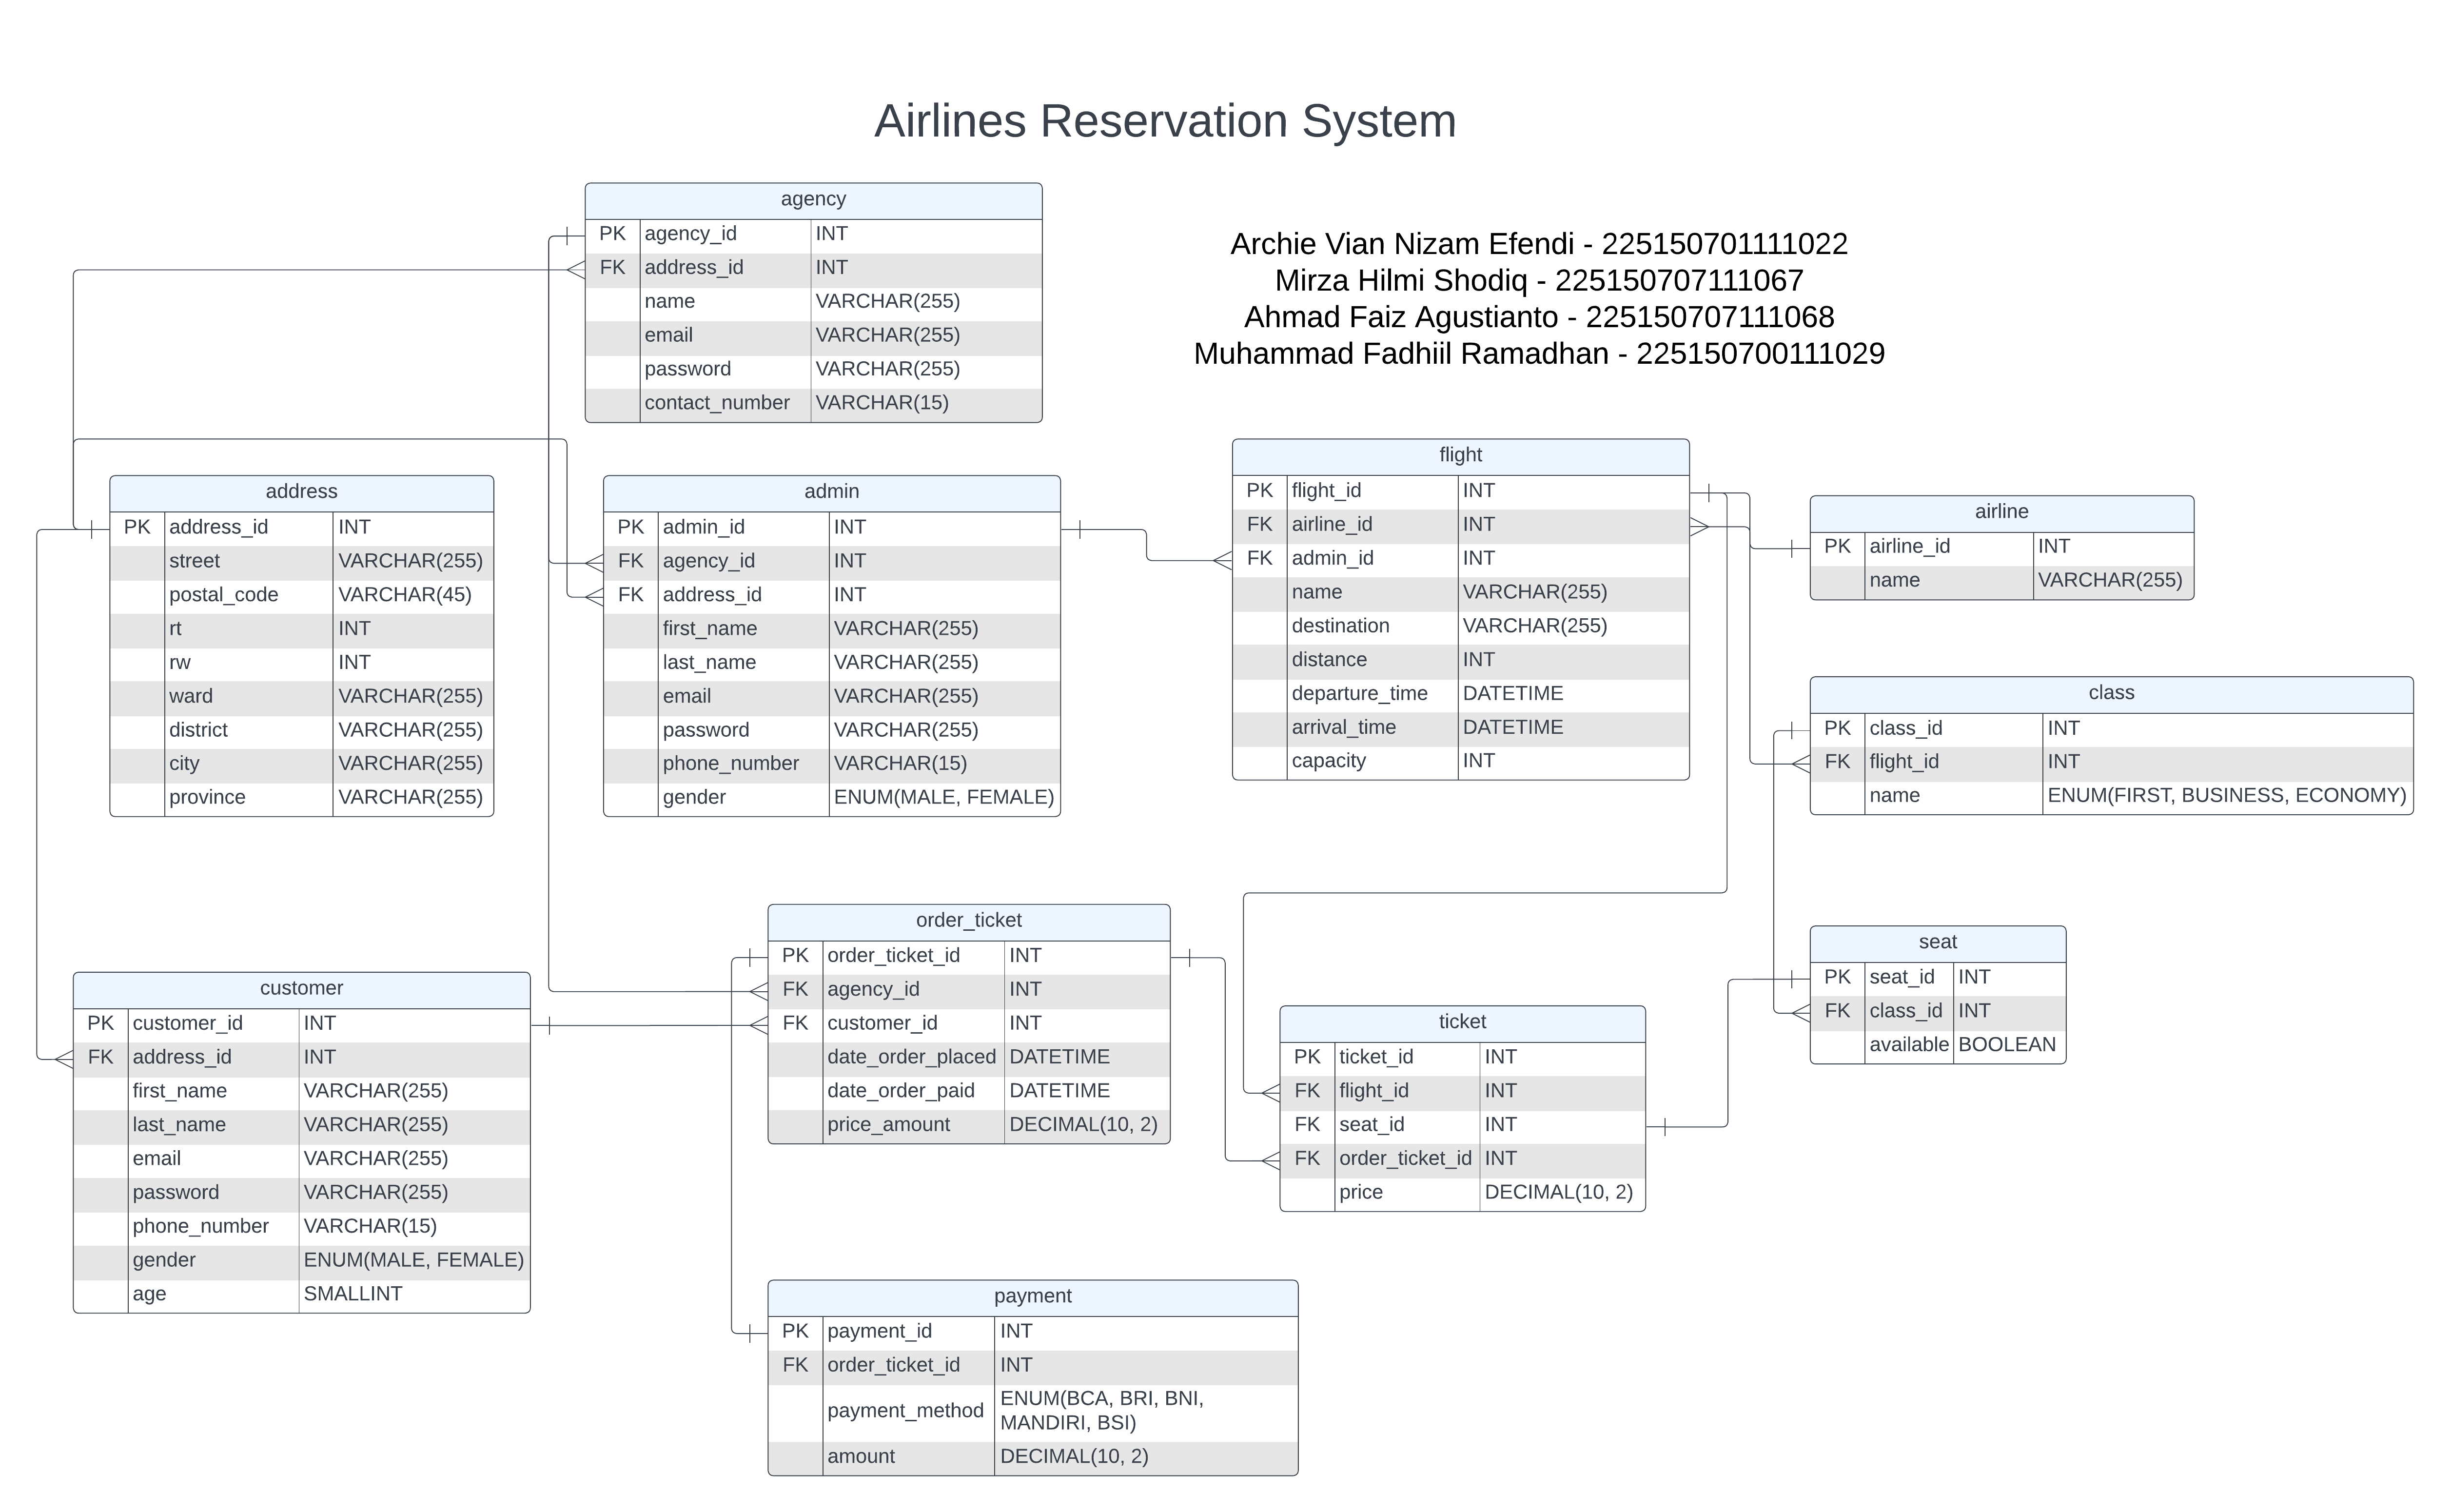 Airlines Reservation System
Archie Vian Nizam Efendi - 225150701111022
Mirza Hilmi Shodiq - 225150707111067
Ahmad Faiz Agustianto - 225150707111068
Muhammad Fadhiil Ramadhan - 225150700111029
agency
PK agency_id INT
FK address_id INT
name VARCHAR(255)
email VARCHAR(255)
password VARCHAR(255)
contact_number VARCHAR(15)
address
PK address_id INT
street VARCHAR(255)
postal_code VARCHAR(45)
rt INT
rw INT
ward VARCHAR(255)
district VARCHAR(255)
city VARCHAR(255)
province VARCHAR(255)
admin
PK admin_id INT
FK agency_id INT
FK address_id INT
first_name VARCHAR(255)
last_name VARCHAR(255)
email VARCHAR(255)
password VARCHAR(255)
phone_number VARCHAR(15)
gender ENUM(MALE, FEMALE)
flight
PK flight_id INT
FK airline_id INT
FK admin_id INT
name VARCHAR(255)
destination VARCHAR(255)
distance INT
departure_time DATETIME
arrival_time DATETIME
capacity INT
airline
PK airline_id INT
name VARCHAR(255)
class
PK class_id INT
FK flight_id INT
name ENUM(FIRST, BUSINESS, ECONOMY)
customer
PK customer_id INT
FK address_id INT
first_name VARCHAR(255)
last_name VARCHAR(255)
email VARCHAR(255)
password VARCHAR(255)
phone_number VARCHAR(15)
gender ENUM(MALE, FEMALE)
age SMALLINT
order_ticket
PK order_ticket_id INT
FK agency_id INT
FK customer_id INT
date_order_placed DATETIME
date_order_paid DATETIME
price_amount DECIMAL(10, 2)
ticket
PK ticket_id INT
FK flight_id INT
FK seat_id INT
FK order_ticket_id INT
price DECIMAL(10, 2)
seat
PK seat_id INT
FK class_id INT
available BOOLEAN
payment
PK payment_id INT
FK order_ticket_id INT
payment_method ENUM(BCA, BRI, BNI,
MANDIRI, BSI)
amount DECIMAL(10, 2)